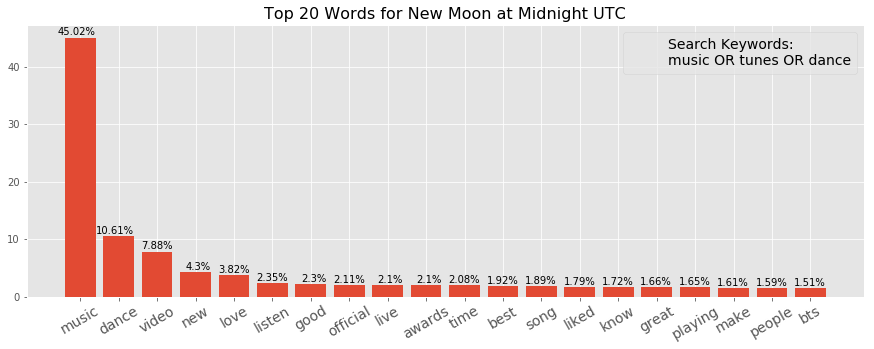 Top 20 Words for New Moon at Midnight UTC
Search Keywords:
music OR tunes OR dance
45.02%
10.61%
7.88%
4.3%
3.82%
2.35%
2.3%
2.11%
2.1%
2.1%
2.08%
1.92%
1.89%
1.79%
1.72%
1.66%
1.65%
1.61%
1.59%
1.51%
40
30
20
10
0
music
dance
video
new
love
listen
good
official
live
awards
time
best
song
liked
know
great
playing
make
people
bts